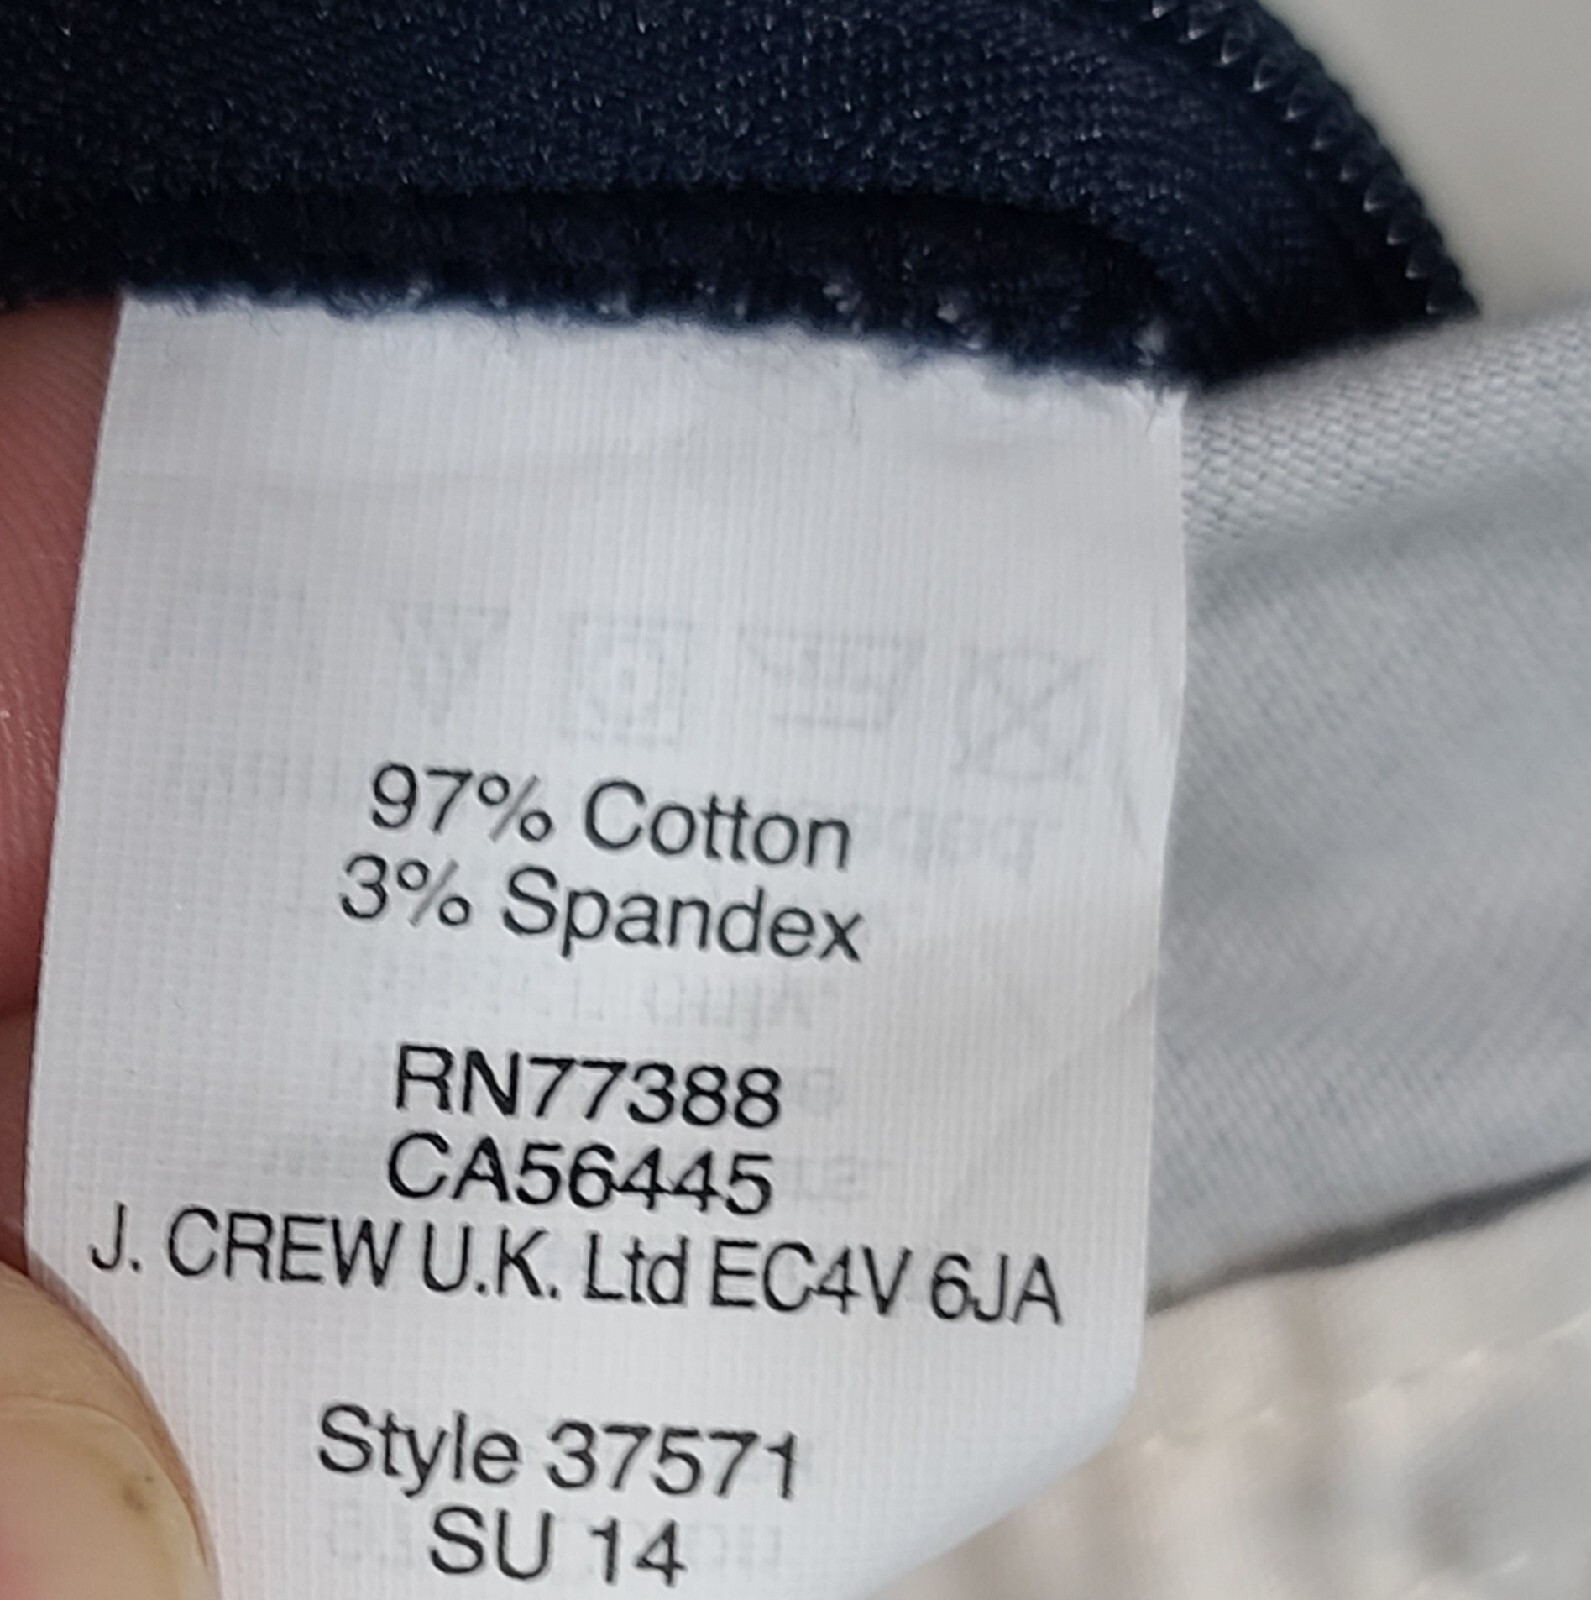 97% Cotton
3% Spandex
RN77388
CA56445
J. CREW U.K. Ltd EC4V 6JA
Style 37571
SU 14